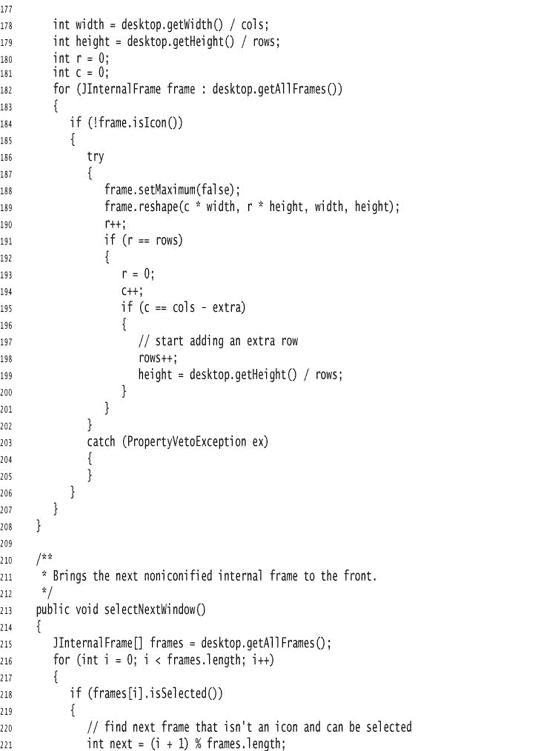 177
178 int width = desktop.getWidth() / cols;
179 int height = desktop.getHeight() / rows;
180 int r = 0;
181 int c = 0;
182 for (JInternalFrame frame : desktop.getAllFrames())
183 {
184 if (!frame.isIcon())
185 {
186 try
187 {
188 frame.setMaximum(false);
189 frame.reshape(c * width, r * height, width, height);
190 r++;
191 if (r == rows)
192 {
193 r = 0;
194 c++;
195 if (c == cols - extra)
196 {
197 // start adding an extra row
198 rows++;
199 height = desktop.getHeight() / rows;
200 }
201 }
202 }
203 catch (PropertyVetoException ex)
204 {
205 }
206 }
207 }
208 }
209
210 /**
211 * Brings the next noniconified internal frame to the front.
212 */
213 public void selectNextWindow()
214 {
215 JInternalFrame[] frames = desktop.getAllFrames();
216 for (int i = 0; i < frames.length; i++)
217 {
218 if (frames[i].isSelected())
219 {
220 // find next frame that isn't an icon and can be selected
221 int next = (i + 1) % frames.length;